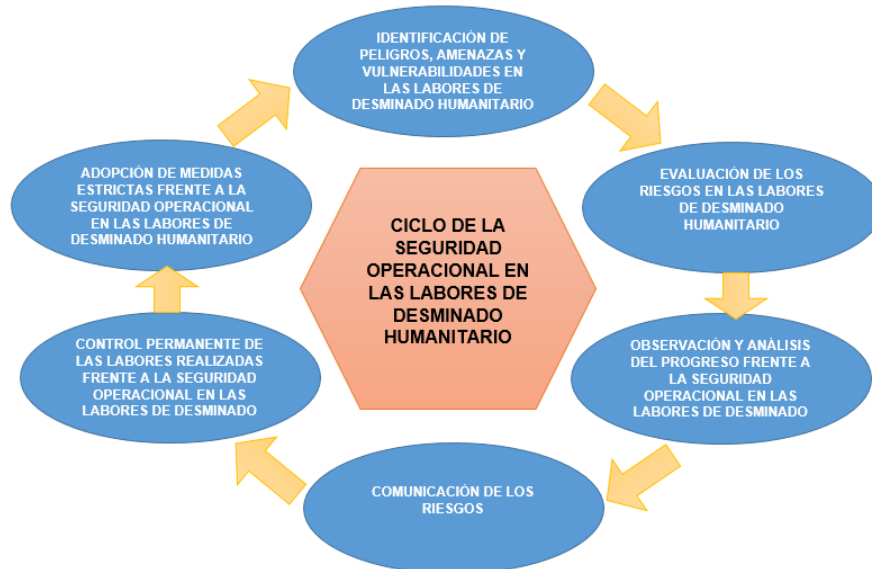 IDENTIFICACIÓN DE
PELIGROS, AMENAZAS Y
VULNERABILIDADES EN
LAS LABORES DE
DESMINADO HUMANITARIO
EVALUACIÓN DE LOS
RIESGOS EN LAS LABORES
DE DESMINADO
HUMANITARIO
OBSERVACIÓN Y ANÀLISIS
DEL PROGRESO FRENTE A
LA SEGURIDAD
OPERACIONAL EN LAS
LABORES DE DESMINADO
COMUNICACIÓN DE LOS
RIESGOS
CONTROL PERMANENTE DE
LAS LABORES REALIZADAS
FRENTE A LA SEGURIDAD
OPERACIONAL EN LAS
LABORES DE DESMINADO
ADOPCIÓN DE MEDIDAS
ESTRICTAS FRENTE A LA
SEGURIDAD OPERACIONAL
EN LAS LABORES DE
DESMINADO HUMANITARIO
CICLO DE LA
SEGURIDAD
OPERACIONAL EN
LAS LABORES DE
DESMINADO
HUMANITARIO